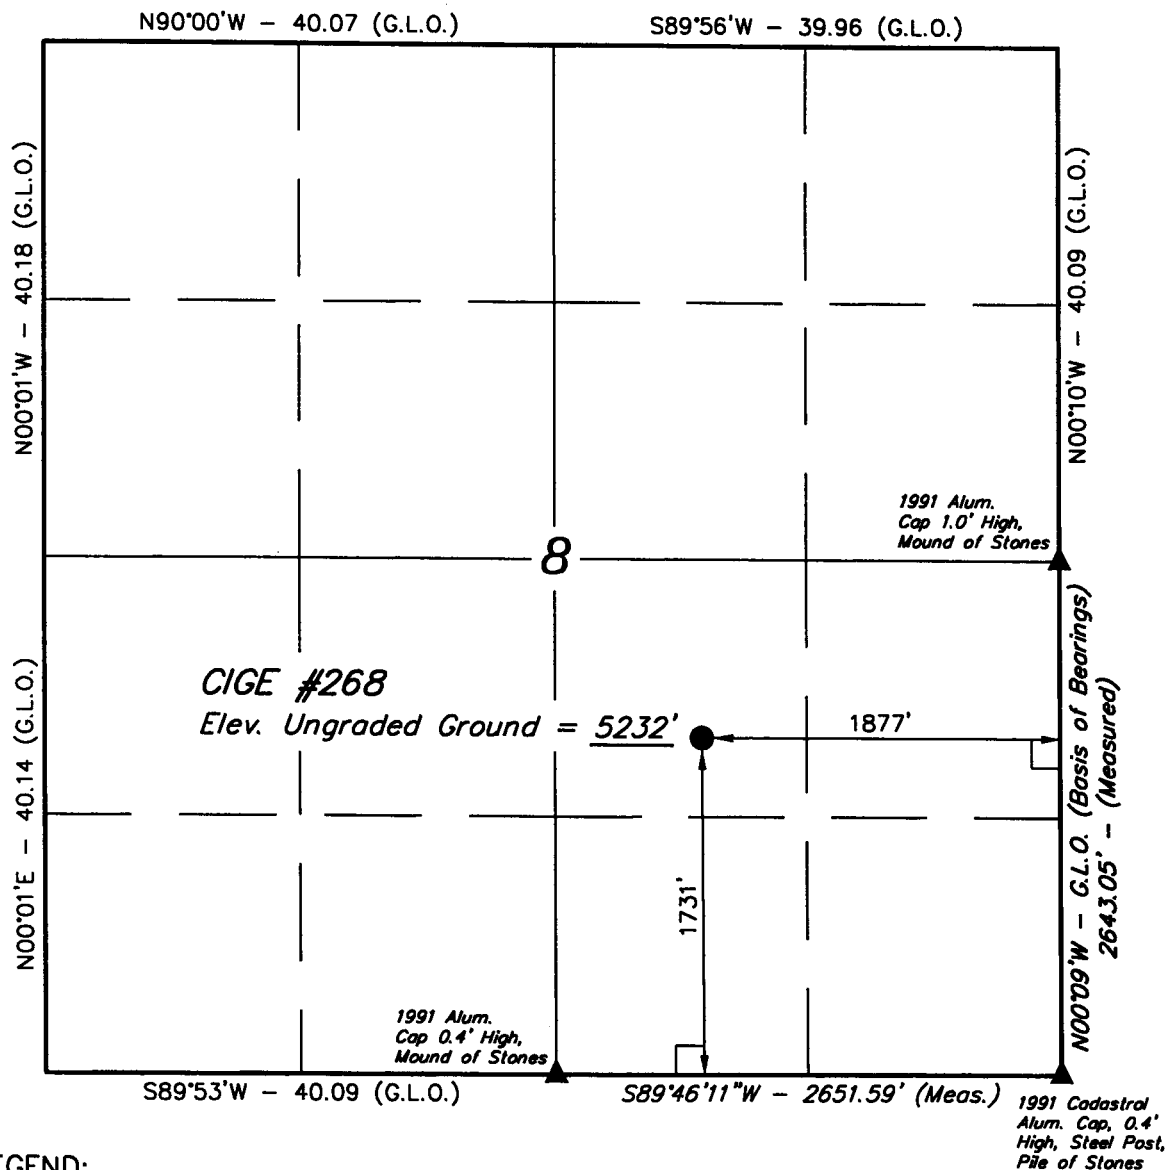 N90°00'W - 40.07 (G.L.O.)
S89°56'W - 39.96 (G.L.O.)
N00°01'W - 40.18 (G.L.O.)
N00°10'W - 40.09 (G.L.O.)
1991 Alum.
Cap 1.0' High,
Mound of Stones
8
CIGE #268
Elev. Ungraded Ground = 5232'
1877'
N00°01'E - 40.14 (G.L.O.)
N00°09'W - G.L.O. (Basis of Bearings)
2643.05' - (Measured)
1731'
1991 Alum.
Cap 0.4' High,
Mound of Stones
S89°53'W - 40.09 (G.L.O.)
S89°46'11"W - 2651.59' (Meas.)
1991 Cadastral
Alum. Cap, 0.4'
High, Steel Post,
Pile of Stones
EGEND: